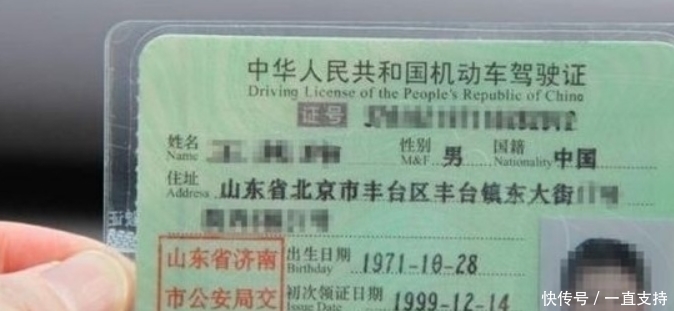 中华人民共和国机动车驾驶证
Driving License of the People's Republic of China
证号
姓名 性别 男 国籍 中国
Name M&F Nationality
住址 山东省北京市丰台区丰台镇东大街
Address
山东省济南 出生日期 1971-10-28
Birthday
市公安局交 初次领证日期 1999-12-14
Issue Date
快传号/一直支持